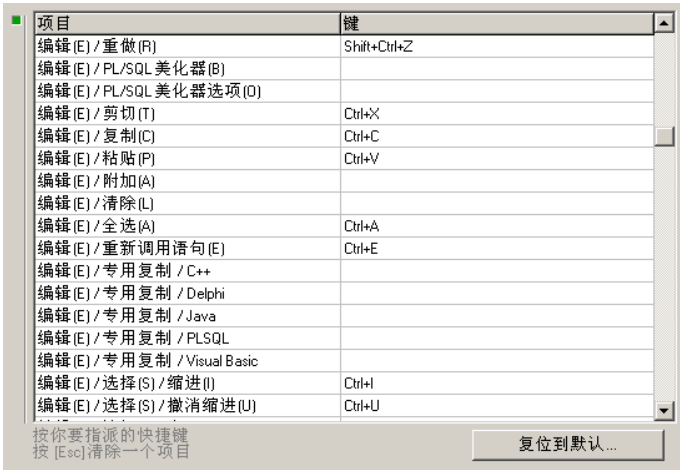 项目 键
编辑(E) / 重做(R) Shift+Ctrl+Z
编辑(E) / PL/SQL 美化器(B)
编辑(E) / PL/SQL 美化器选项(O)
编辑(E) / 剪切(T) Ctrl+X
编辑(E) / 复制(C) Ctrl+C
编辑(E) / 粘贴(P) Ctrl+V
编辑(E) / 附加(A)
编辑(E) / 清除(L)
编辑(E) / 全选(A) Ctrl+A
编辑(E) / 重新调用语句(E) Ctrl+E
编辑(E) / 专用复制 / C++
编辑(E) / 专用复制 / Delphi
编辑(E) / 专用复制 / Java
编辑(E) / 专用复制 / PLSQL
编辑(E) / 专用复制 / Visual Basic
编辑(E) / 选择(S) / 缩进(I) Ctrl+I
编辑(E) / 选择(S) / 撤消缩进(U) Ctrl+U
按你要指派的快捷键
按 [Esc]清除一个项目
复位到默认...